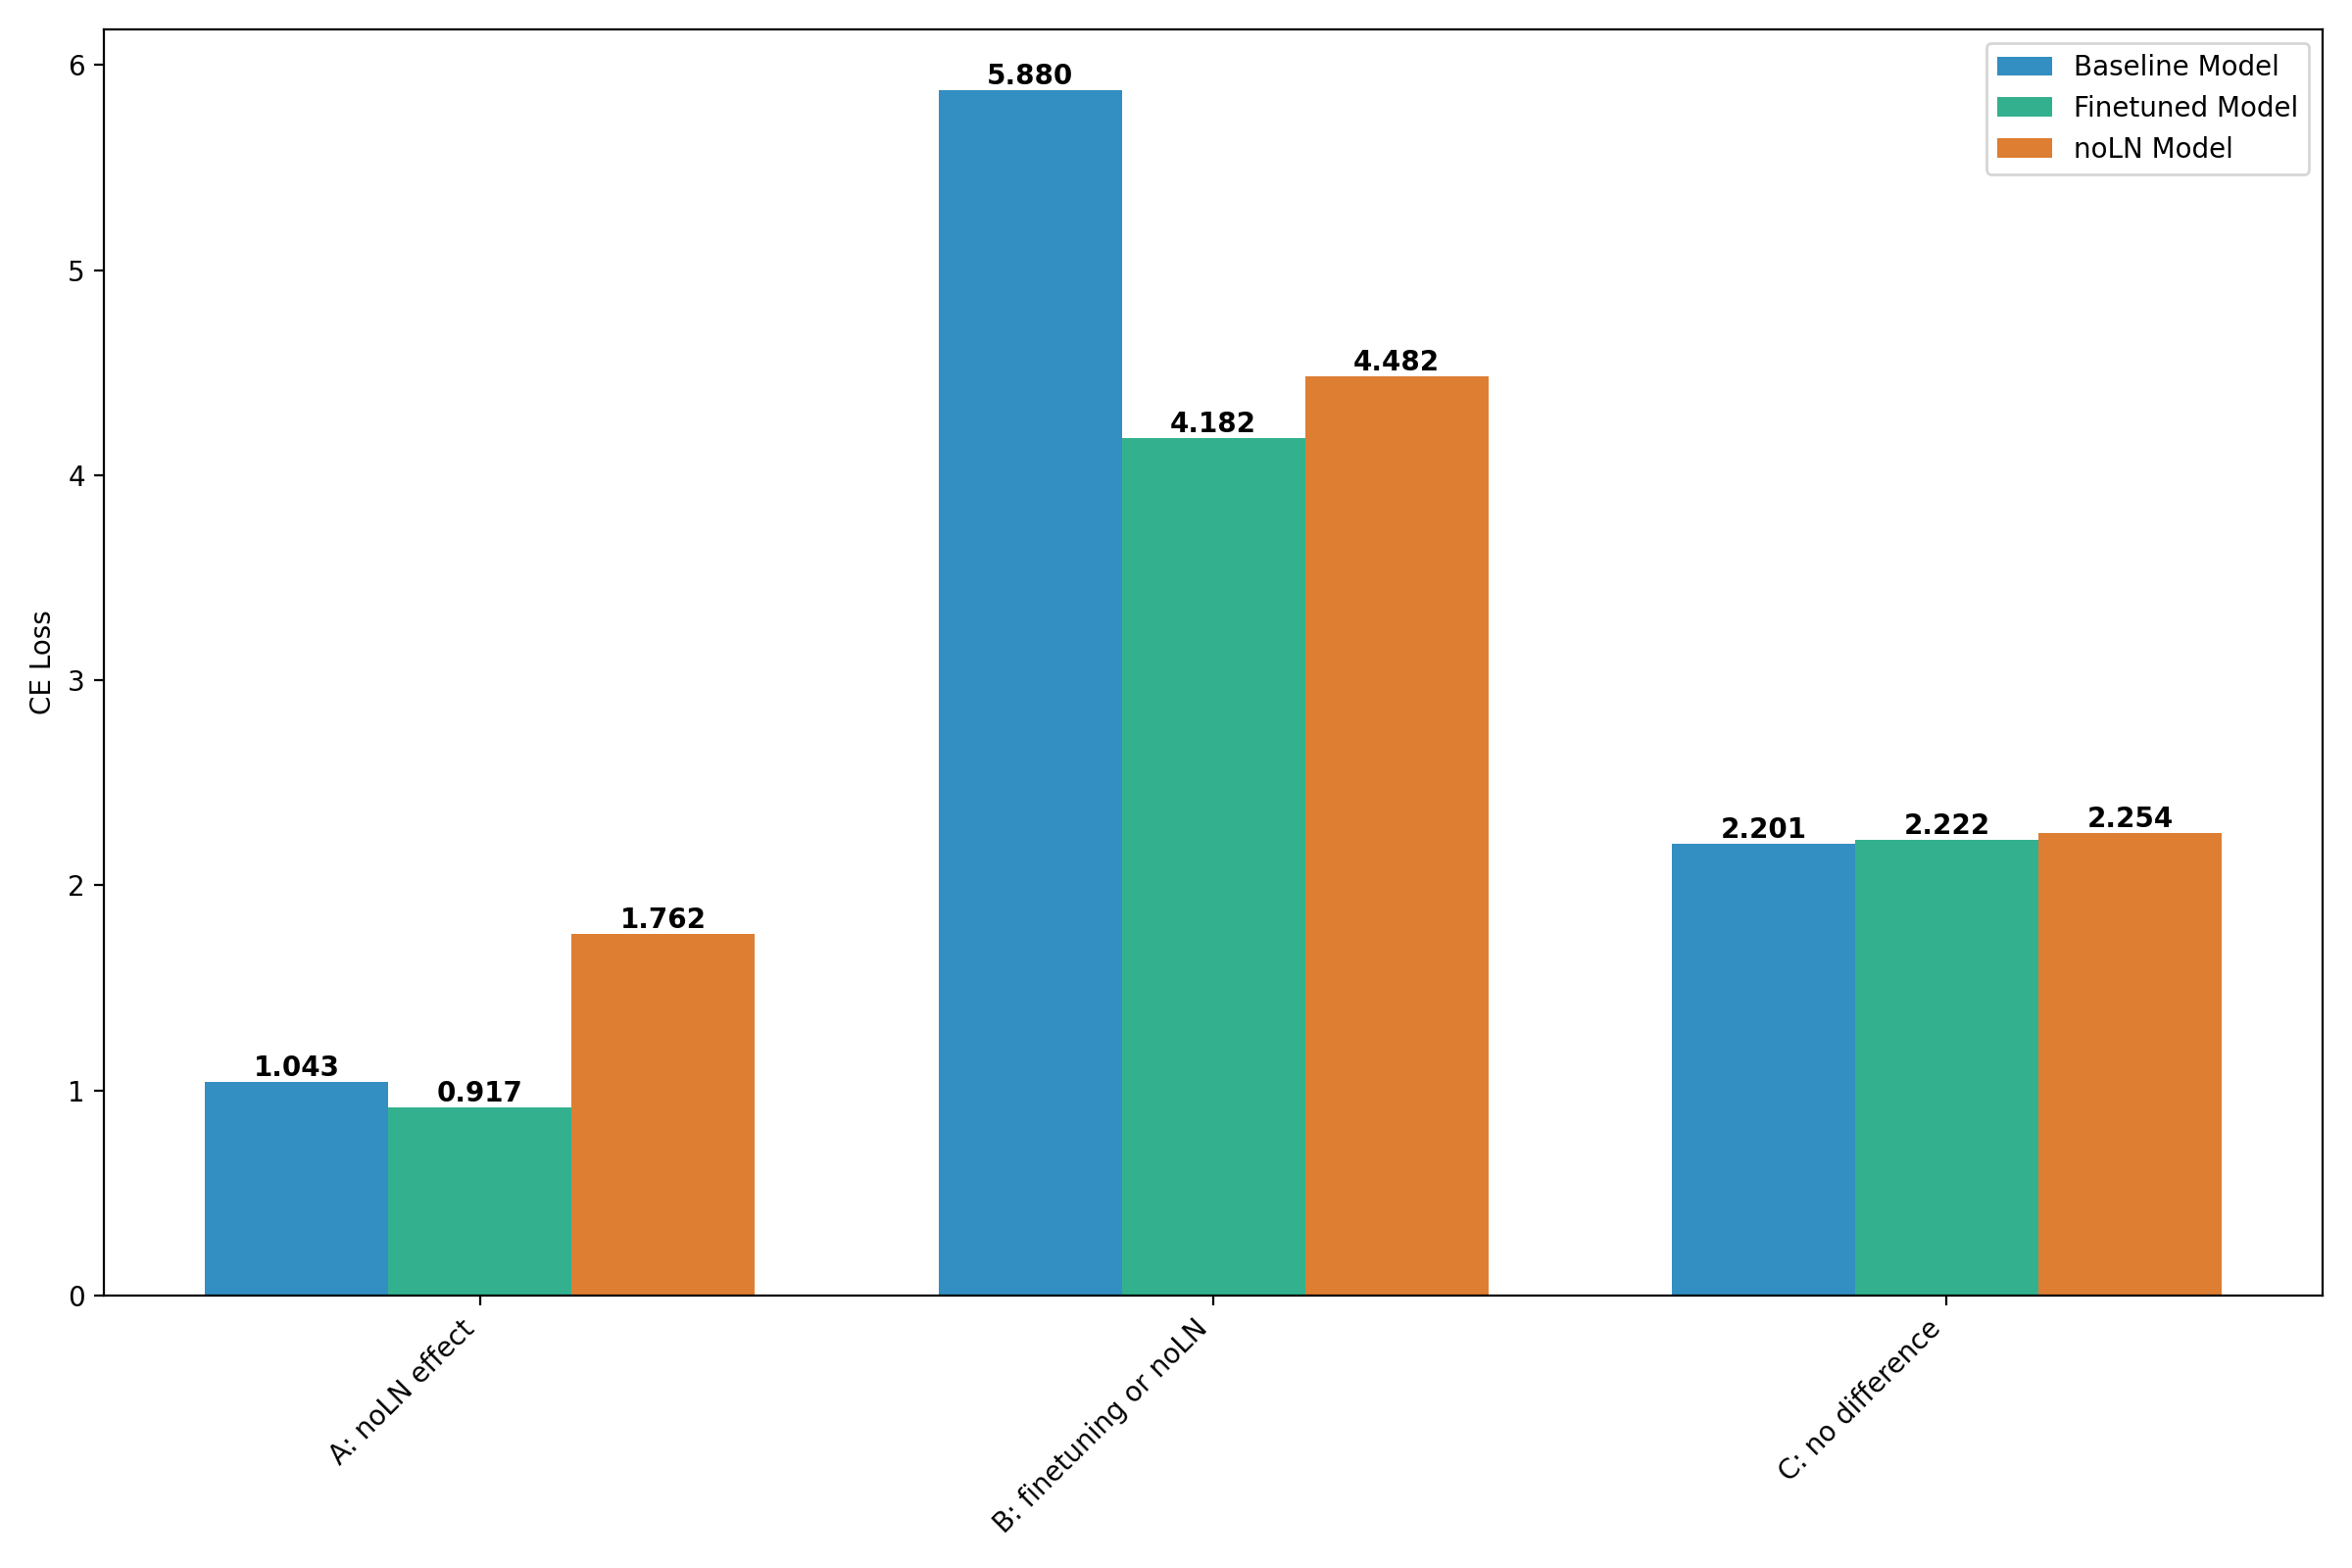 Baseline Model
Finetuned Model
noLN Model
CE Loss
6
5
4
3
2
1
0
1.043
0.917
1.762
5.880
4.182
4.482
2.201
2.222
2.254
A: noLN effect
B: finetuning or noLN
C: no difference